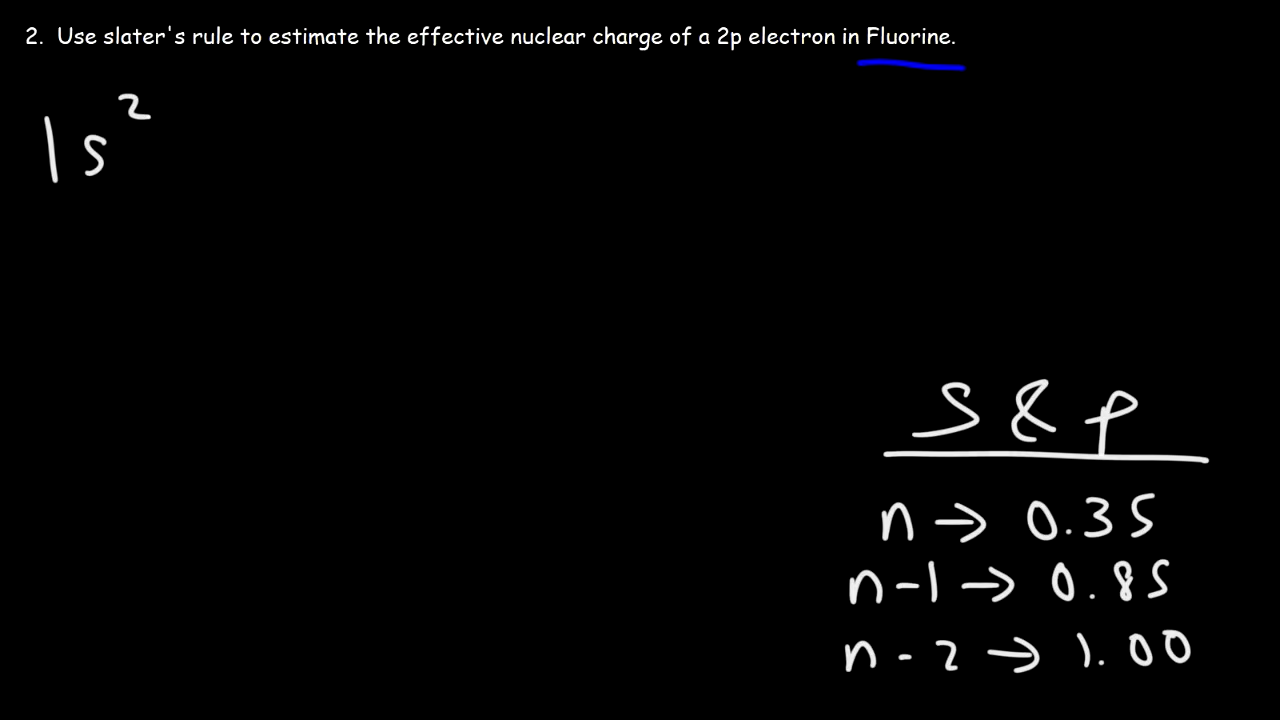 2. Use slater's rule to estimate the effective nuclear charge of a 2p electron in Fluorine.
1s²
s & p
n → 0.35
n-1 → 0.85
n-2 → 1.00